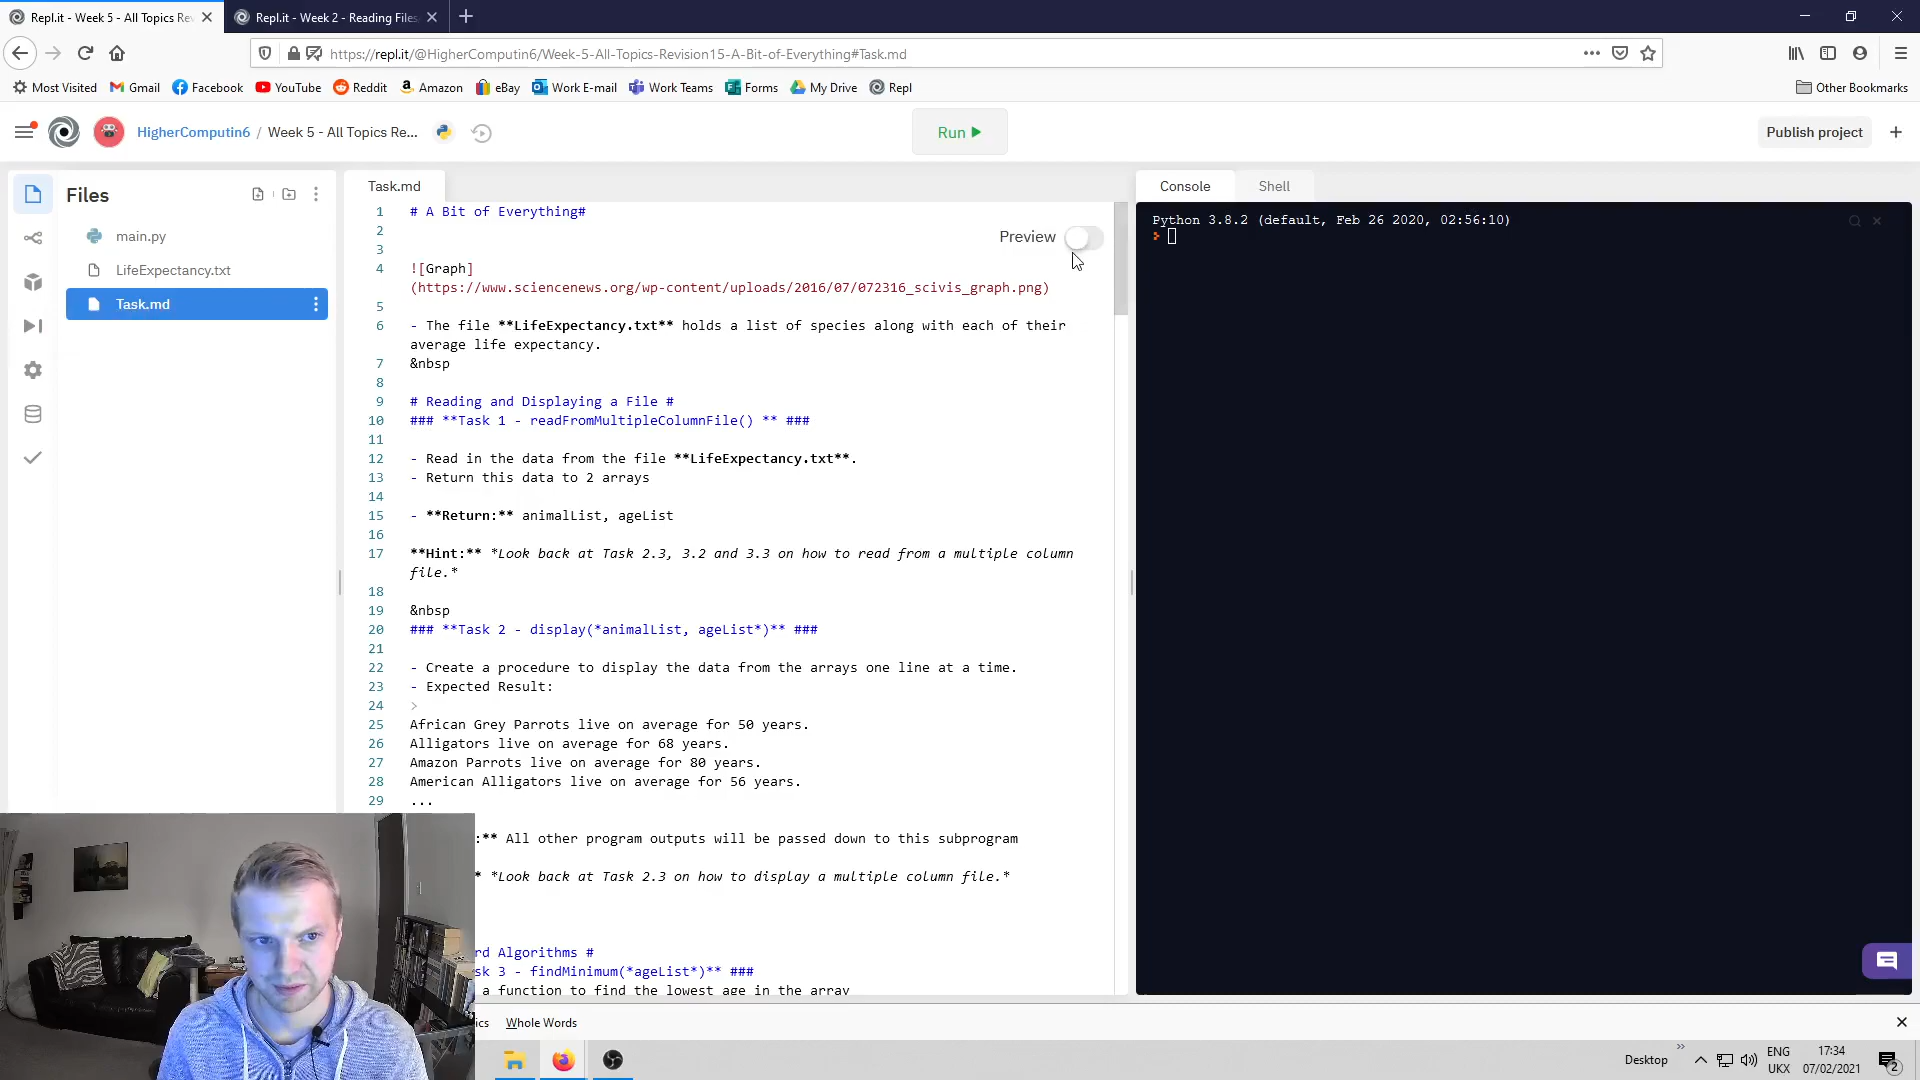 Repl.it - Week 5 - All Topics Re
Repl.it - Week 2 - Reading Files
https://repl.it/@HigherComputin6/Week-5-All-Topics-Revision15-A-Bit-of-Everything#Task.md
Most Visited Gmail Facebook YouTube Reddit Amazon eBay Work E-mail Work Teams Forms My Drive Repl Other Bookmarks
HigherComputin6 / Week 5 - All Topics Re... Run Publish project
Files
main.py
LifeExpectancy.txt
Task.md
Task.md
Preview
1 # A Bit of Everything#
2
3
4 ![Graph]
(https://www.sciencenews.org/wp-content/uploads/2016/07/072316_scivis_graph.png)
5
6 - The file **LifeExpectancy.txt** holds a list of species along with each of their
average life expectancy.
7 &nbsp
8
9 # Reading and Displaying a File #
10 ### **Task 1 - readFromMultipleColumnFile() ** ###
11
12 - Read in the data from the file **LifeExpectancy.txt**.
13 - Return this data to 2 arrays
14
15 - **Return:** animalList, ageList
16
17 **Hint:** *Look back at Task 2.3, 3.2 and 3.3 on how to read from a multiple column
file.*
18
19 &nbsp
20 ### **Task 2 - display(*animalList, ageList*)** ###
21
22 - Create a procedure to display the data from the arrays one line at a time.
23 - Expected Result:
24 >
25 African Grey Parrots live on average for 50 years.
26 Alligators live on average for 68 years.
27 Amazon Parrots live on average for 80 years.
28 American Alligators live on average for 56 years.
29 ...
:** All other program outputs will be passed down to this subprogram
* *Look back at Task 2.3 on how to display a multiple column file.*
rd Algorithms #
sk 3 - findMinimum(*ageList*)** ###
a function to find the lowest age in the array
Console Shell
Python 3.8.2 (default, Feb 26 2020, 02:56:10)
ics Whole Words
Desktop
ENG
UKX
17:34
07/02/2021
2